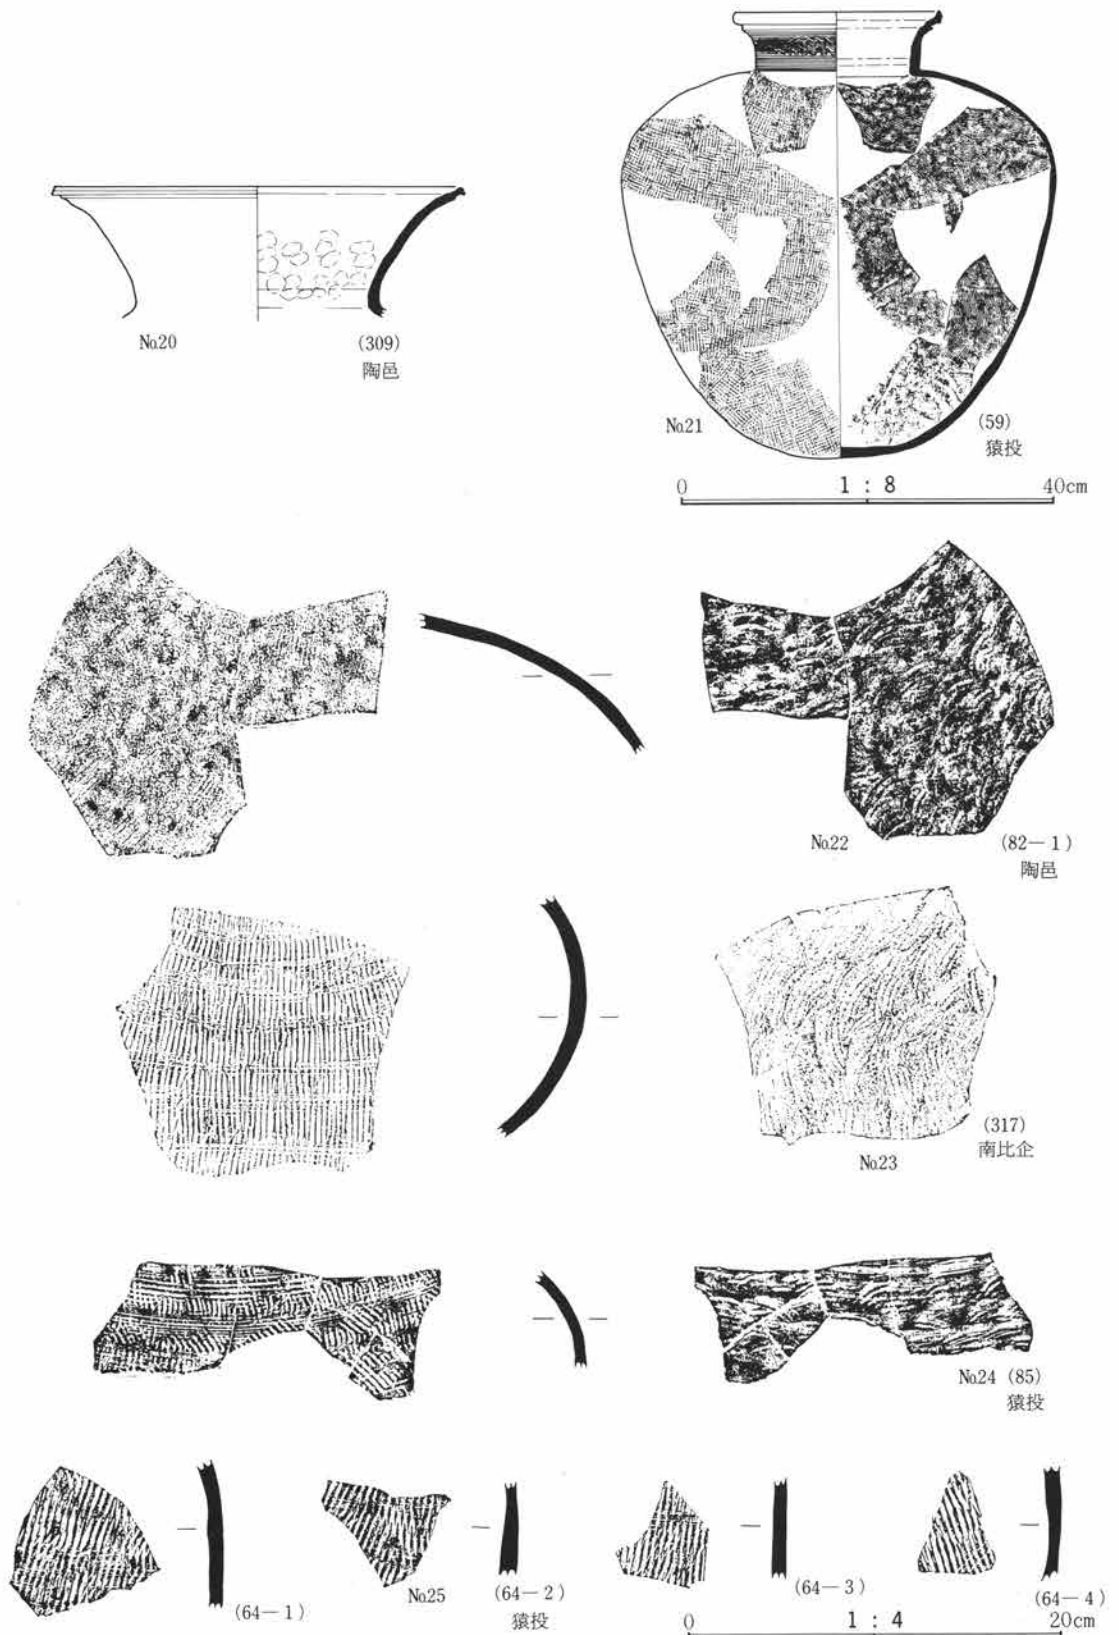 №20
(309)
陶邑
№21
(59)
猿投
0 1 : 8 40cm
№22
(82—1)
陶邑
(317)
南比企
№23
№24 (85)
猿投
(64—1)
№25
(64—2)
猿投
(64—3)
(64—4)
0 1 : 4 20cm